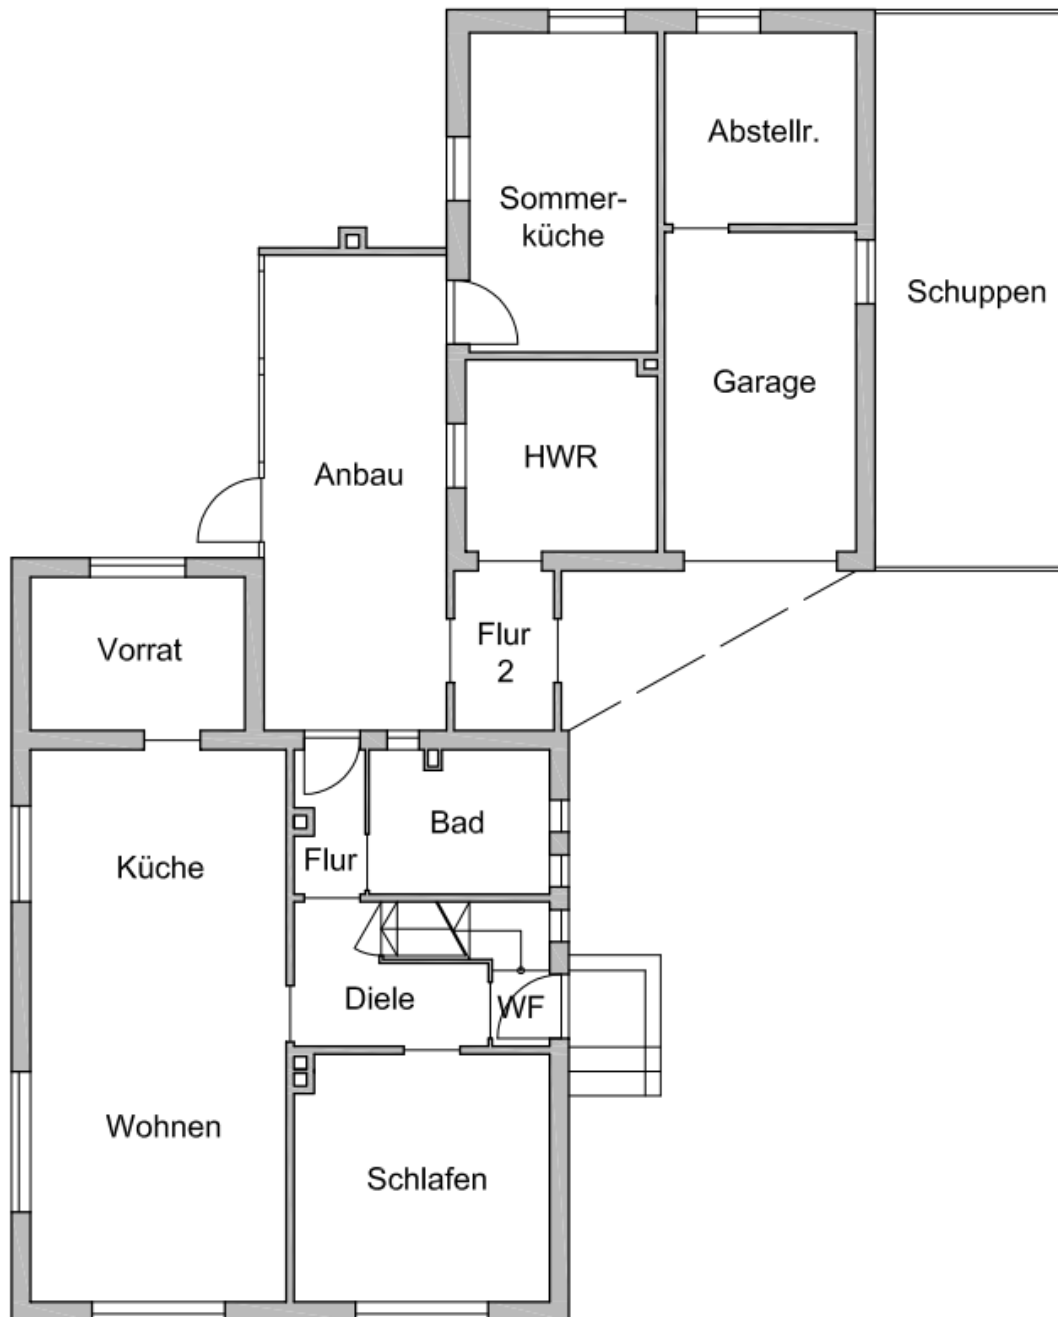 Abstellr.
Sommer-
küche
Schuppen
Garage
HWR
Anbau
Flur
2
Vorrat
Bad
Küche
Flur
Diele
WF
Wohnen
Schlafen